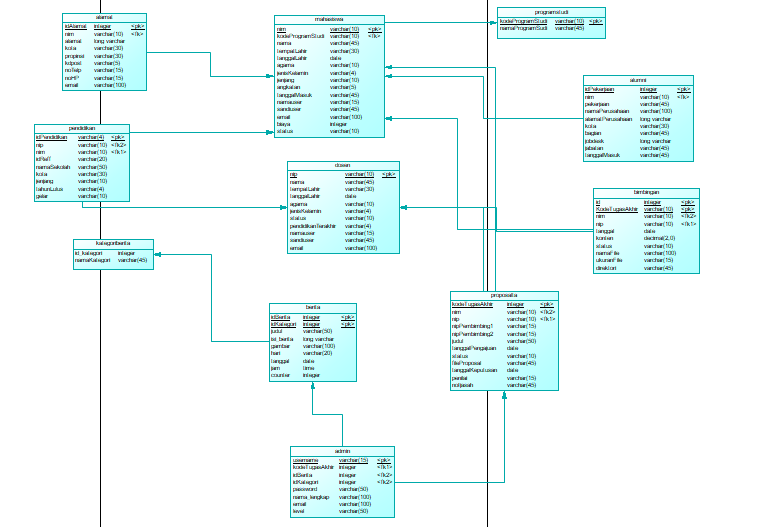 alamat
idAlamat integer <pk>
nim varchar(10) <fk>
alamat long varchar
kota varchar(30)
propinsi varchar(30)
kdpost varchar(5)
noTelp varchar(15)
noHP varchar(15)
email varchar(100)
mahasiswa
nim varchar(10) <pk>
kodeProgramStudi varchar(10) <fk>
nama varchar(45)
tempatLahir varchar(30)
tanggalLahir date
agama varchar(10)
jenisKelamin varchar(4)
jenjang varchar(10)
angkatan varchar(5)
tanggalMasuk varchar(45)
namauser varchar(15)
sandiuser varchar(45)
email varchar(100)
biaya integer
status varchar(10)
programstudi
kodeProgramStudi varchar(10) <pk>
namaProgramStudi varchar(45)
alumni
idPekerjaan integer <pk>
nim varchar(10) <fk>
pekerjaan varchar(45)
namaPerusahaan varchar(100)
alamatPerusahaan long varchar
kota varchar(30)
bagian varchar(45)
jobdesk long varchar
jabatan varchar(45)
tanggalMasuk varchar(45)
pendidikan
idPendidikan varchar(4) <pk>
nip varchar(10) <fk2>
nim varchar(10) <fk1>
varchar(20)
namaSekolah varchar(50)
kota varchar(30)
jenjang varchar(10)
tahunLulus varchar(4)
gelar varchar(10)
dosen
nip varchar(10) <pk>
nama varchar(45)
tempatLahir varchar(30)
tanggalLahir date
agama varchar(10)
jenisKelamin varchar(4)
status varchar(10)
pendidikanTerakhir varchar(4)
namauser varchar(15)
sandiuser varchar(45)
email varchar(100)
bimbingan
id integer <pk>
KodeTugasAkhir varchar(10) <pk>
nim varchar(10) <fk2>
nip varchar(10) <fk1>
tanggal date
konten decimal(2,0)
status varchar(10)
namaFile varchar(100)
ukuranFile varchar(15)
direktori varchar(45)
kategoriberita
id_kategori integer
namaKategori varchar(45)
berita
idBerita integer <pk>
idKategori integer <pk>
judul varchar(50)
isi_berita long varchar
gambar varchar(100)
hari varchar(20)
tanggal date
jam time
counter integer
proposalta
kodeTugasAkhir integer <pk>
nim varchar(10) <fk2>
nip varchar(10) <fk1>
nipPembimbing1 varchar(15)
nipPembimbing2 varchar(15)
judul varchar(50)
tanggalPengajuan date
status varchar(10)
fileProposal varchar(45)
tanggalKeputusan date
penilai varchar(15)
noIjasah varchar(45)
admin
username varchar(15) <pk>
kodeTugasAkhir integer <fk1>
idBerita integer <fk2>
idKategori integer <fk2>
password varchar(50)
nama_lengkap varchar(100)
email varchar(100)
level varchar(50)